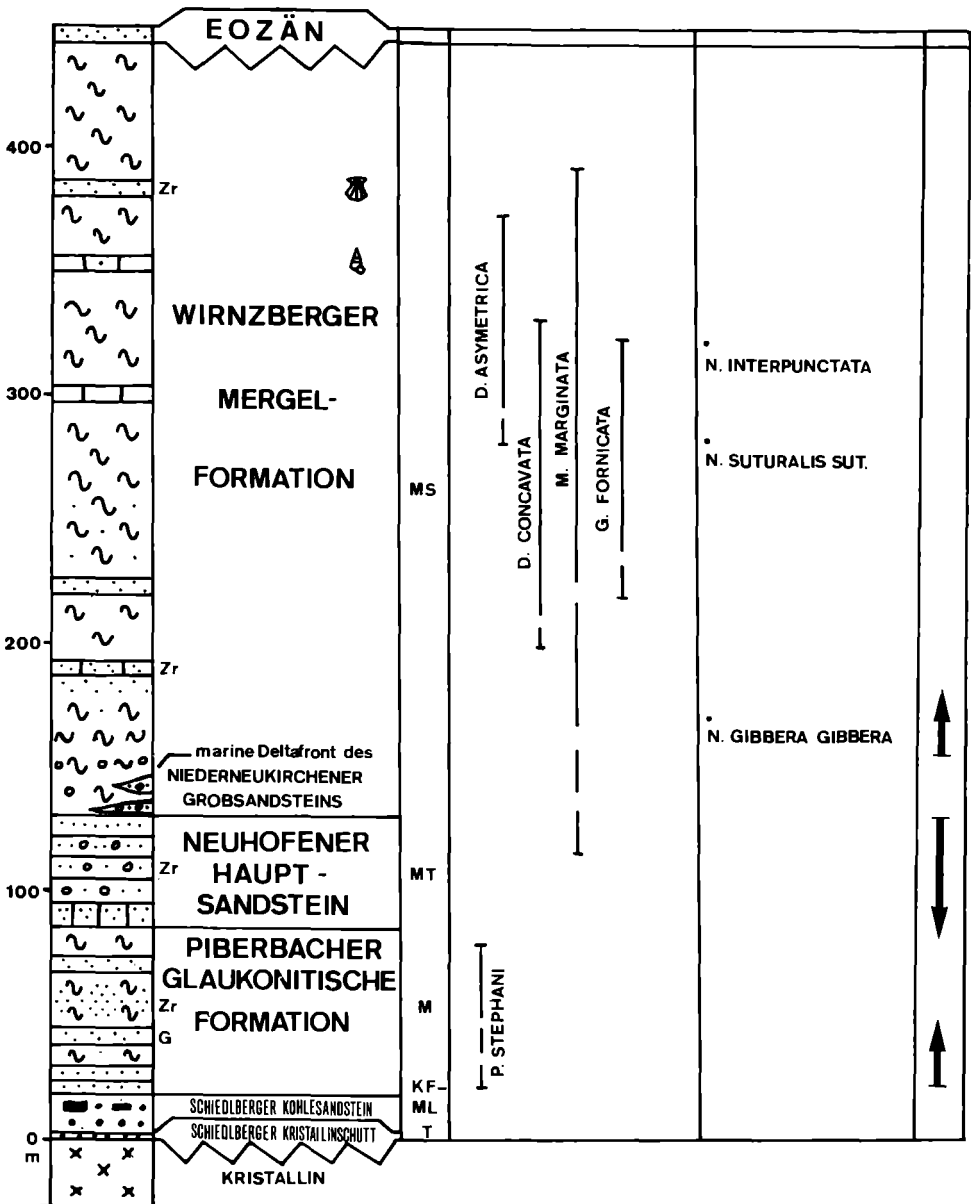 EOZÄN
400
Zr
WIRNZBERGER
MERGEL-
FORMATION
300
MS
D. ASYMETRICA
D. CONCAVATA
M. MARGINATA
G. FORNICATA
N. INTERPUNCTATA
N. SUTURALIS SUT.
200
Zr
N. GIBBERA GIBBERA
marine Deltafront des
NIEDERNEUKIRCHENER
GROBSANDSTEINS
NEUHOFENER
HAUPT-
SANDSTEIN
Zr
MT
100
PIBERBACHER
GLAUKONITISCHE
FORMATION
Zr
G
M
P. STEPHANI
KF
SCHIEDLBERGER KOHLESANDSTEIN
ML
SCHIEDLBERGER KRISTALLINSCHUTT
T
0
m
KRISTALLIN